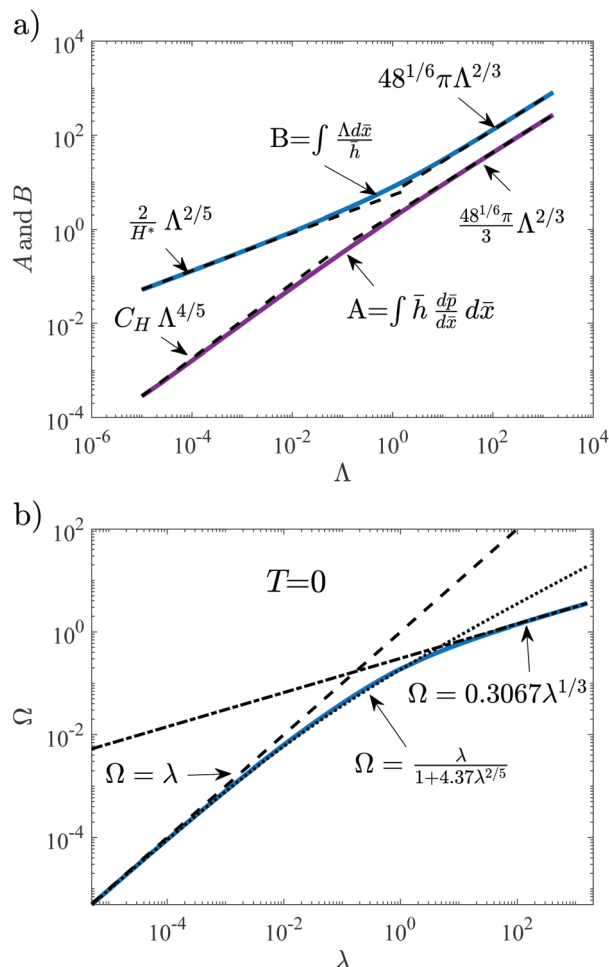 a)
10^4
10^2
10^0
10^-2
10^-4
A and B
48^{1/6}πΛ^{2/3}
B=∫ Λdx̄/h̄
2/H* Λ^{2/5}
48^{1/6}π/3 Λ^{2/3}
A=∫ h̄ dp̄/dx̄ dx̄
C_H Λ^{4/5}
10^-6 10^-4 10^-2 10^0 10^2 10^4
Λ
b)
10^2
10^0
10^-2
10^-4
Ω
T=0
Ω = 0.3067λ^{1/3}
Ω = λ
Ω = λ/(1+4.37λ^{2/5})
10^-4 10^-2 10^0 10^2
λ